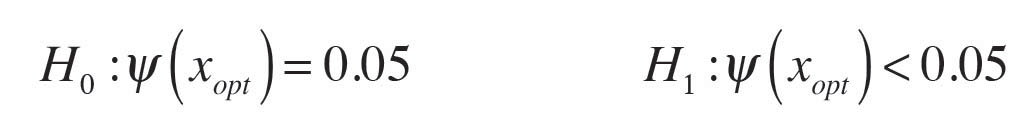 H₀ : ψ(x_opt) = 0.05 H₁ : ψ(x_opt) < 0.05